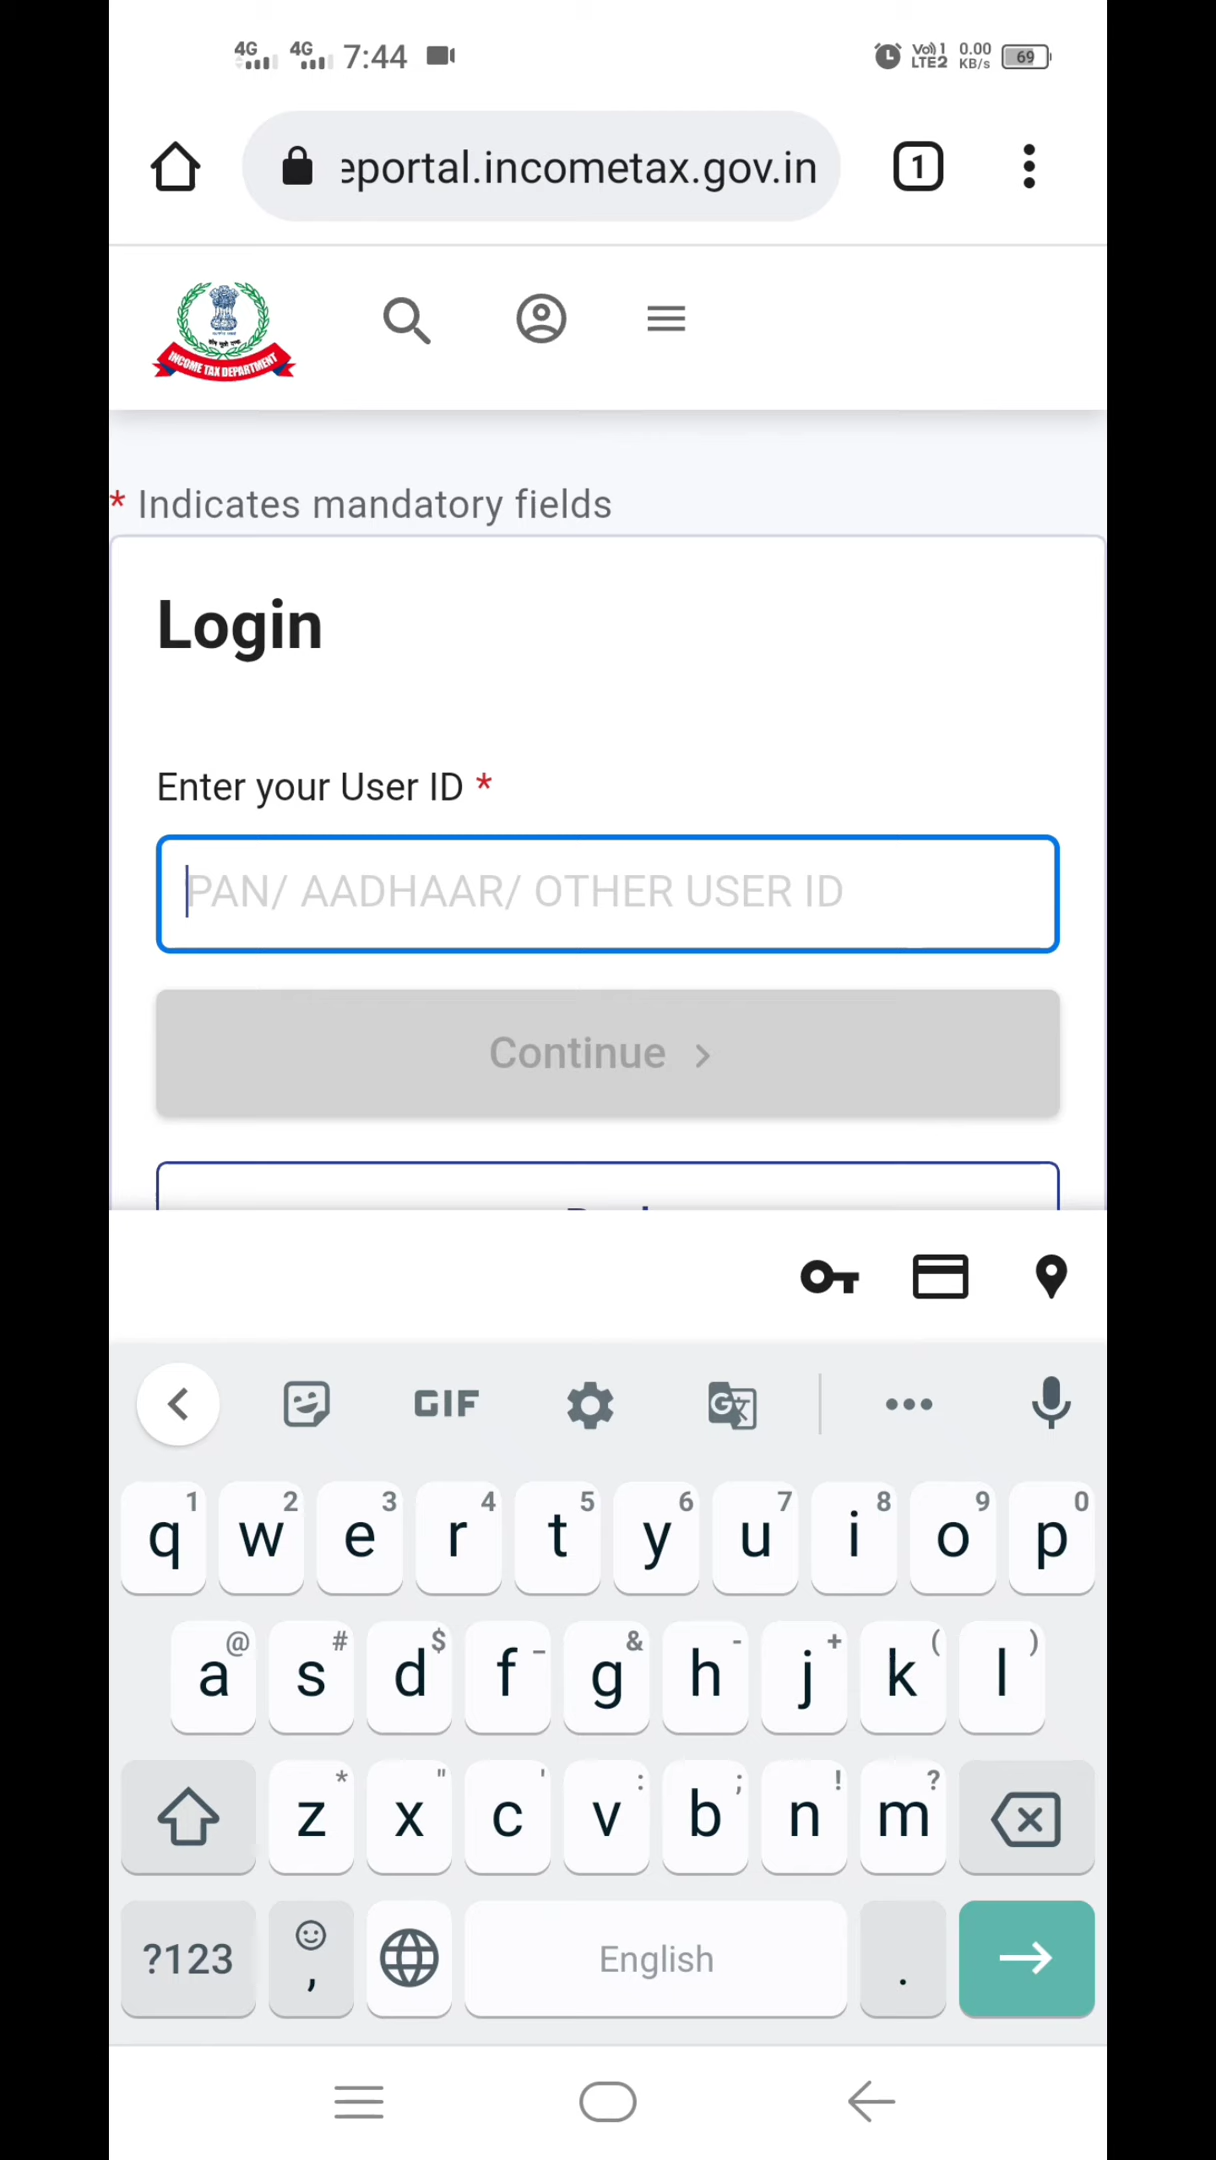 4G 4G 7:44 Vo) 1 LTE2 0.00 KB/s 69
eportal.incometax.gov.in 1
INCOME TAX DEPARTMENT
* Indicates mandatory fields
Login
Enter your User ID *
PAN/ AADHAAR/ OTHER USER ID
Continue >
GIF G
1 2 3 4 5 6 7 8 9 0
q w e r t y u i o p
@ # $ _ & - + ( )
a s d f g h j k l
* " ' : ; ! ?
z x c v b n m
?123 , English .